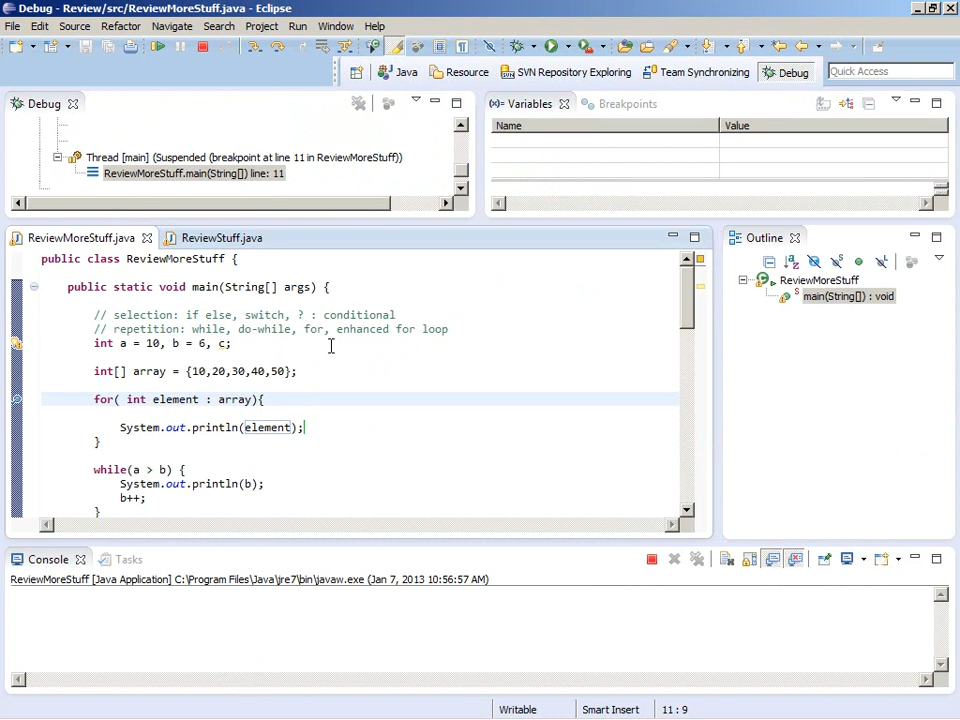 Debug - Review/src/ReviewMoreStuff.java - Eclipse
File Edit Source Refactor Navigate Search Project Run Window Help
Java Resource SVN Repository Exploring Team Synchronizing Debug Quick Access
Debug
Thread [main] (Suspended (breakpoint at line 11 in ReviewMoreStuff))
ReviewMoreStuff.main(String[]) line: 11
(x)= Variables Breakpoints
Name Value
ReviewMoreStuff.java ReviewStuff.java
public class ReviewMoreStuff {
public static void main(String[] args) {
// selection: if else, switch, ? : conditional
// repetition: while, do-while, for, enhanced for loop
int a = 10, b = 6, c;
int[] array = {10,20,30,40,50};
for( int element : array){
System.out.println(element);
}
while(a > b) {
System.out.println(b);
b++;
}
Outline
ReviewMoreStuff
main(String[]) : void
Console Tasks
ReviewMoreStuff [Java Application] C:\Program Files\Java\jre7\bin\javaw.exe (Jan 7, 2013 10:56:57 AM)
Writable Smart Insert 11 : 9